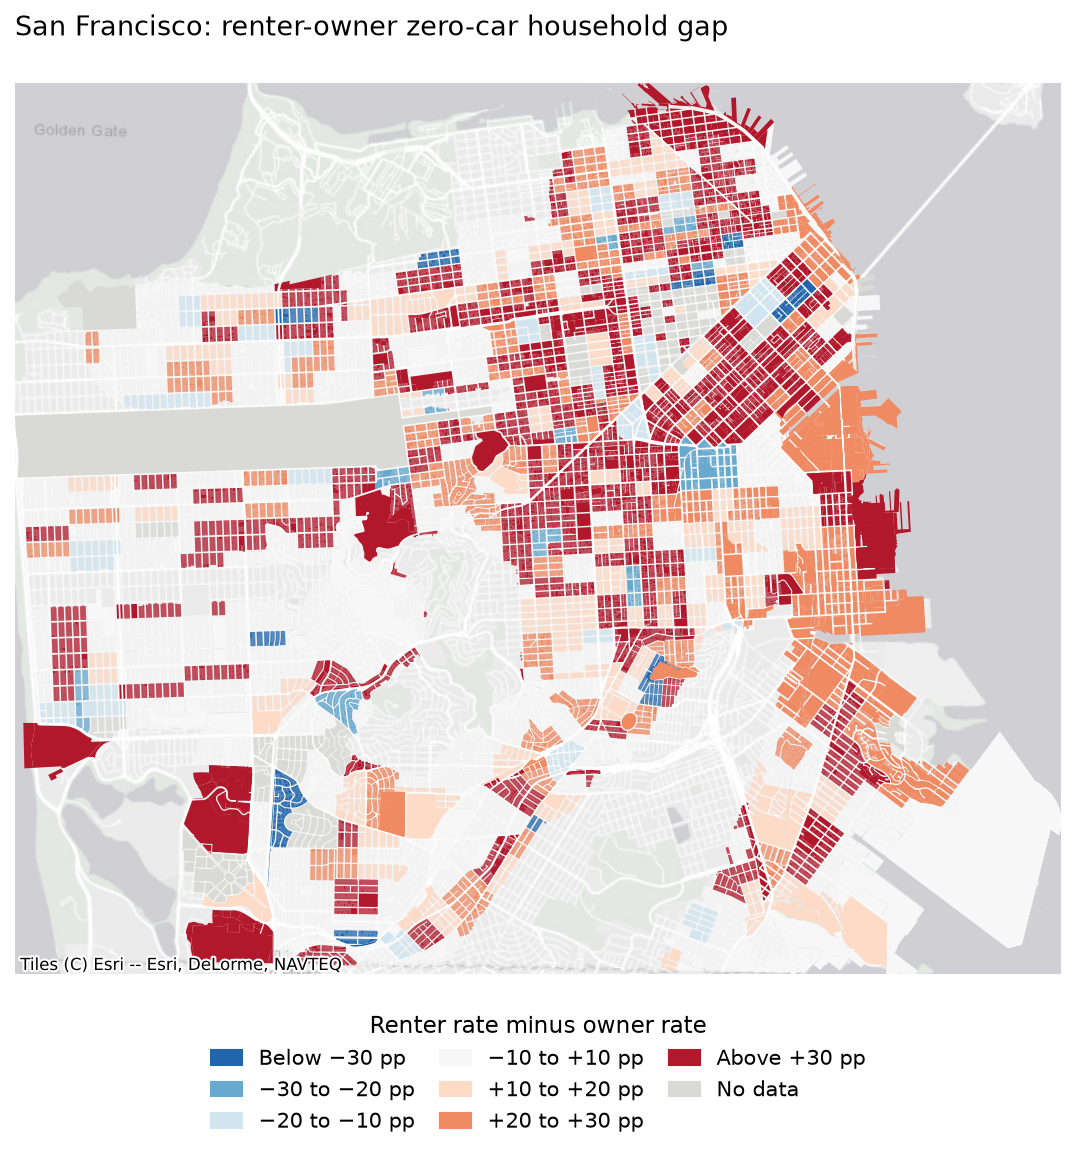 San Francisco: renter-owner zero-car household gap
Golden Gate
Tiles (C) Esri -- Esri, DeLorme, NAVTEQ
Renter rate minus owner rate
Below −30 pp
−30 to −20 pp
−20 to −10 pp
−10 to +10 pp
+10 to +20 pp
+20 to +30 pp
Above +30 pp
No data